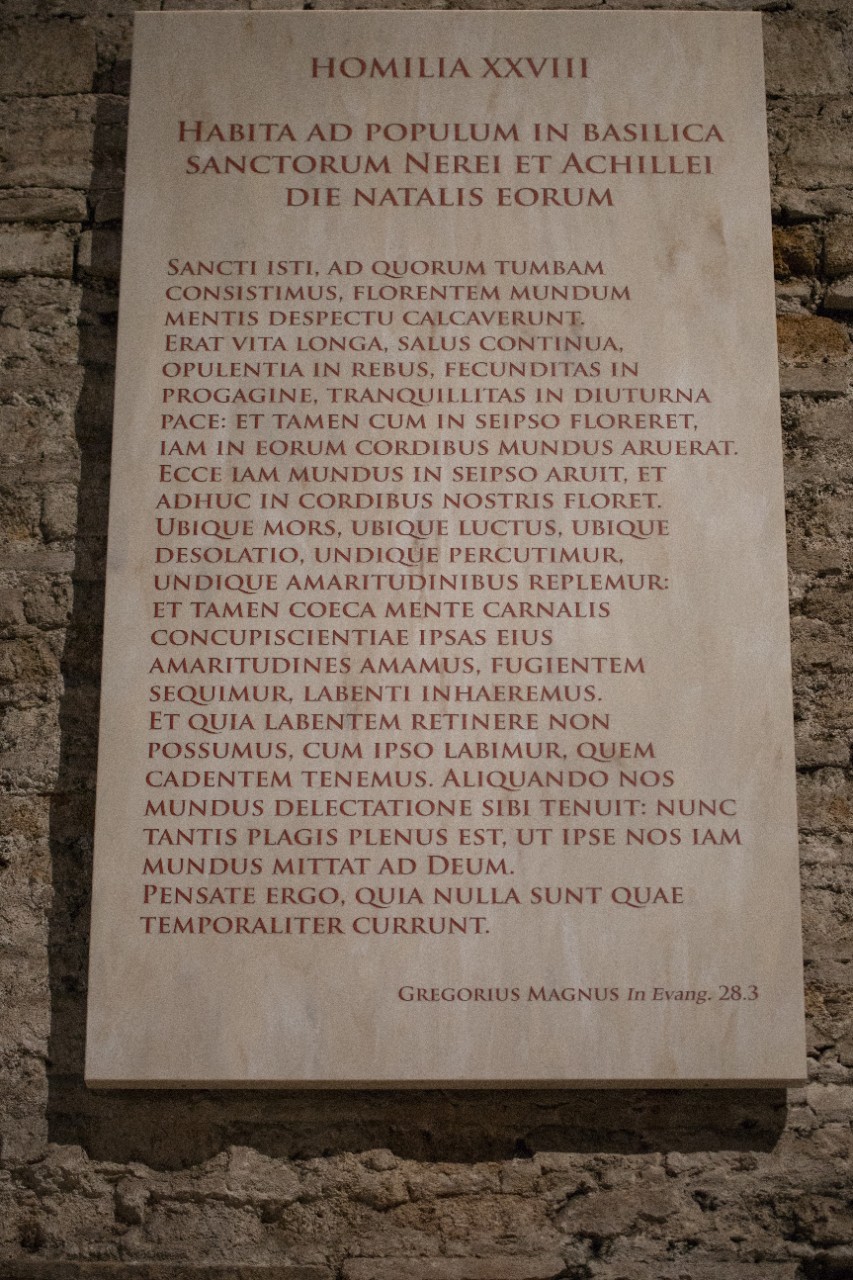 HOMILIA XXVIII
HABITA AD POPULUM IN BASILICA
SANCTORUM NEREI ET ACHILLEI
DIE NATALIS EORUM
SANCTI ISTI, AD QUORUM TUMBAM
CONSISTIMUS, FLORENTEM MUNDUM
MENTIS DESPECTU CALCAVERUNT.
ERAT VITA LONGA, SALUS CONTINUA,
OPULENTIA IN REBUS, FECUNDITAS IN
PROGAGINE, TRANQUILLITAS IN DIUTURNA
PACE: ET TAMEN CUM IN SEIPSO FLORERET,
IAM IN EORUM CORDIBUS MUNDUS ARUERAT.
ECCE IAM MUNDUS IN SEIPSO ARUIT, ET
ADHUC IN CORDIBUS NOSTRIS FLORET.
UBIQUE MORS, UBIQUE LUCTUS, UBIQUE
DESOLATIO, UNDIQUE PERCUTIMUR,
UNDIQUE AMARITUDINIBUS REPLEMUR:
ET TAMEN COECA MENTE CARNALIS
CONCUPISCIENTIAE IPSAS EIUS
AMARITUDINES AMAMUS, FUGIENTEM
SEQUIMUR, LABENTI INHAEREMUS.
ET QUIA LABENTEM RETINERE NON
POSSUMUS, CUM IPSO LABIMUR, QUEM
CADENTEM TENEMUS. ALIQUANDO NOS
MUNDUS DELECTATIONE SIBI TENUIT: NUNC
TANTIS PLAGIS PLENUS EST, UT IPSE NOS IAM
MUNDUS MITTAT AD DEUM.
PENSATE ERGO, QUIA NULLA SUNT QUAE
TEMPORALITER CURRUNT.
GREGORIUS MAGNUS In Evang. 28.3